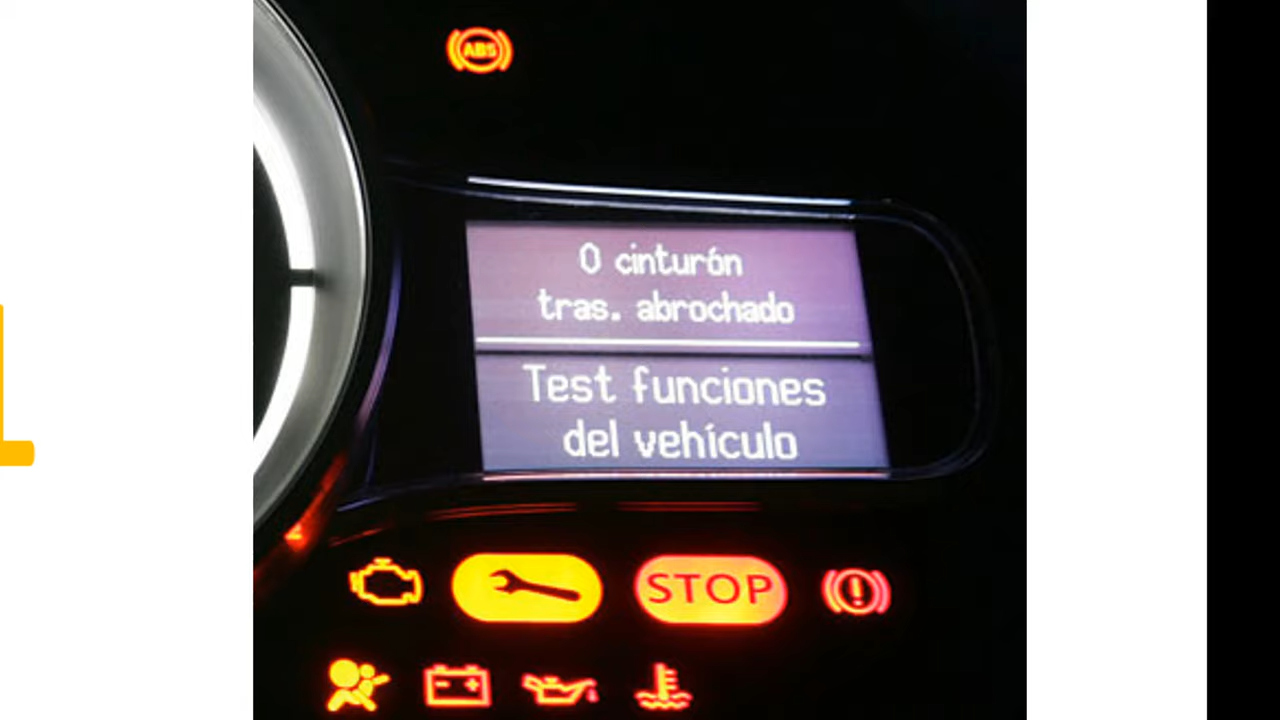 ABS
0 cinturón
tras. abrochado
Test funciones
del vehículo
STOP